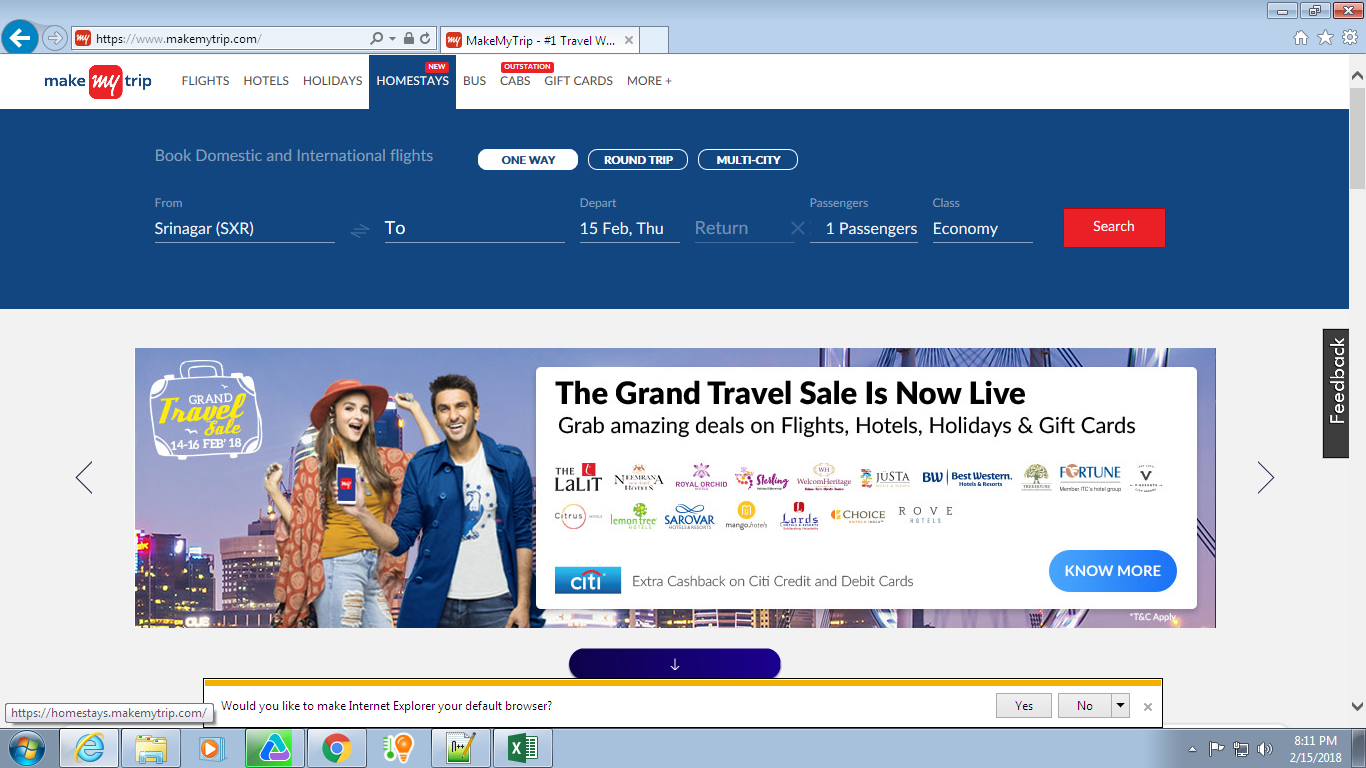 https://www.makemytrip.com/
MakeMyTrip - #1 Travel W...
make my trip
FLIGHTS
HOTELS
HOLIDAYS
NEW
HOMESTAYS
BUS
OUTSTATION
CABS
GIFT CARDS
MORE +
Book Domestic and International flights
ONE WAY
ROUND TRIP
MULTI-CITY
From
Srinagar (SXR)
To
Depart
15 Feb, Thu
Return
Passengers
1 Passengers
Class
Economy
Search
Feedback
GRAND
Travel
Sale
14-16 FEB' 18
my
The Grand Travel Sale Is Now Live
Grab amazing deals on Flights, Hotels, Holidays & Gift Cards
THE LaLiT
NEEMRANA HOTELS
ROYAL ORCHID HOTELS
Sterling
WH WelcomHeritage
JÜSTA
BW Best Western. Hotels & Resorts
TREEHOUSE
FORTUNE
Member ITC's hotel group
V
Citrus HOTELS
lemon tree HOTELS
SAROVAR HOTELS & RESORTS
mango hotels
Lords
CHOICE HOTELS INDIA
ROVE HOTELS
citi
Extra Cashback on Citi Credit and Debit Cards
KNOW MORE
*T&C Apply
Would you like to make Internet Explorer your default browser?
Yes
No
https://homestays.makemytrip.com/
8:11 PM
2/15/2018